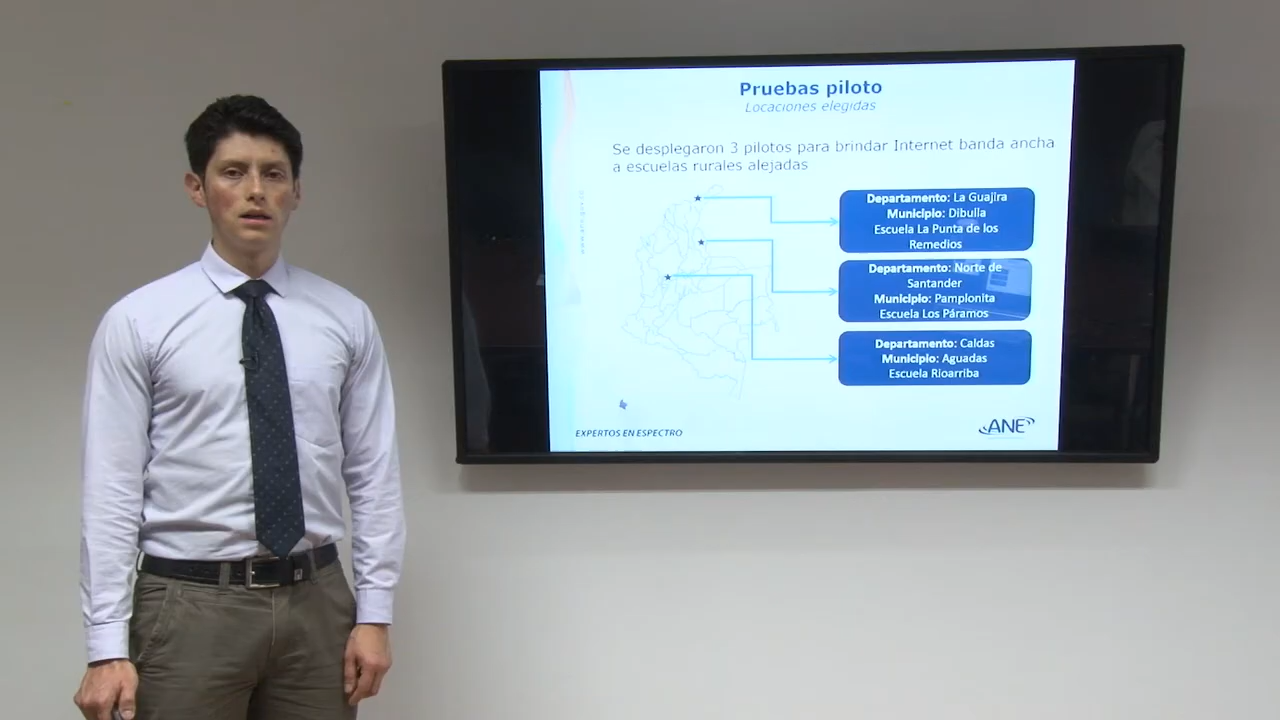 Pruebas piloto
Locaciones elegidas
Se desplegaron 3 pilotos para brindar Internet banda ancha
a escuelas rurales alejadas
Departamento: La Guajira
Municipio: Dibulla
Escuela La Punta de los
Remedios
Departamento: Norte de
Santander
Municipio: Pamplonita
Escuela Los Páramos
Departamento: Caldas
Municipio: Aguadas
Escuela Rioarriba
EXPERTOS EN ESPECTRO
ANE